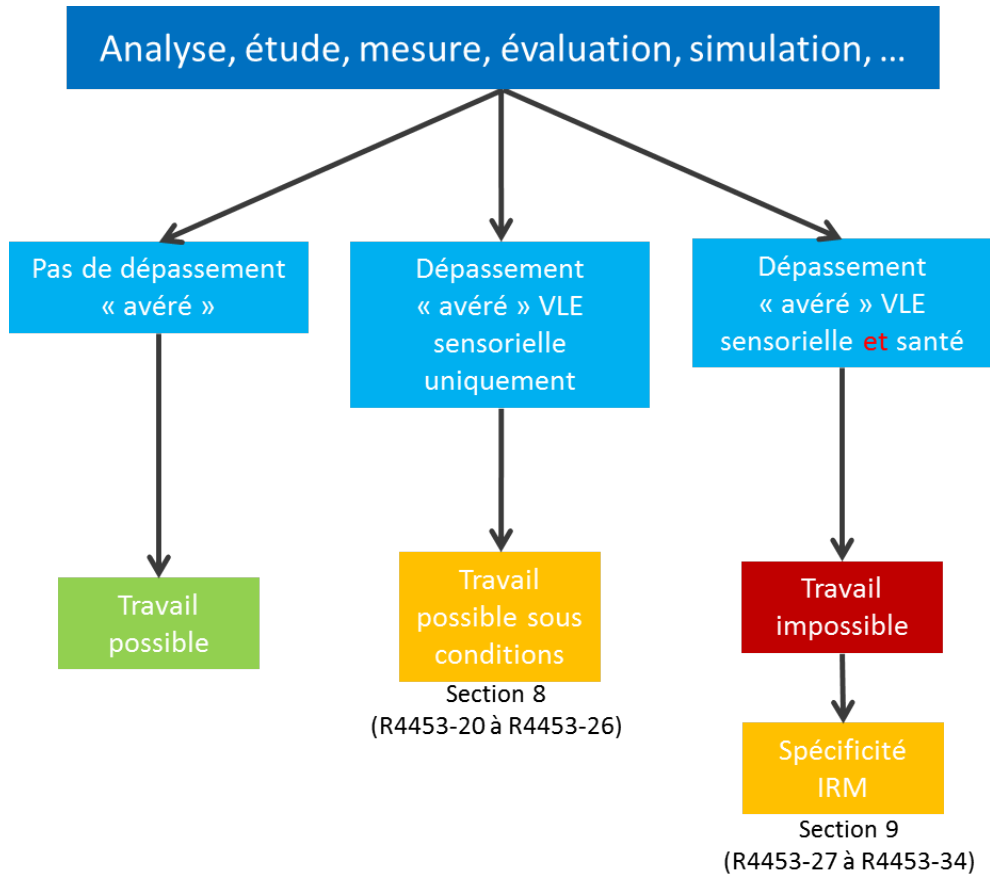 Analyse, étude, mesure, évaluation, simulation, ...
Pas de dépassement
« avéré »
Dépassement
« avéré » VLE
sensorielle
uniquement
Dépassement
« avéré » VLE
sensorielle et santé
Travail
possible
Travail
possible sous
conditions
Section 8
(R4453-20 à R4453-26)
Travail
impossible
Spécificité
IRM
Section 9
(R4453-27 à R4453-34)